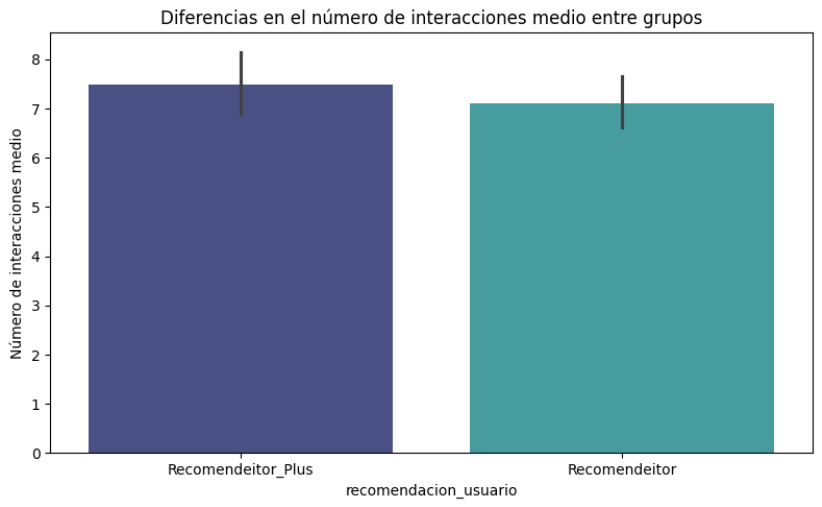 Diferencias en el número de interacciones medio entre grupos
Número de interacciones medio
8
7
6
5
4
3
2
1
0
Recomendeitor_Plus
Recomendeitor
recomendacion_usuario